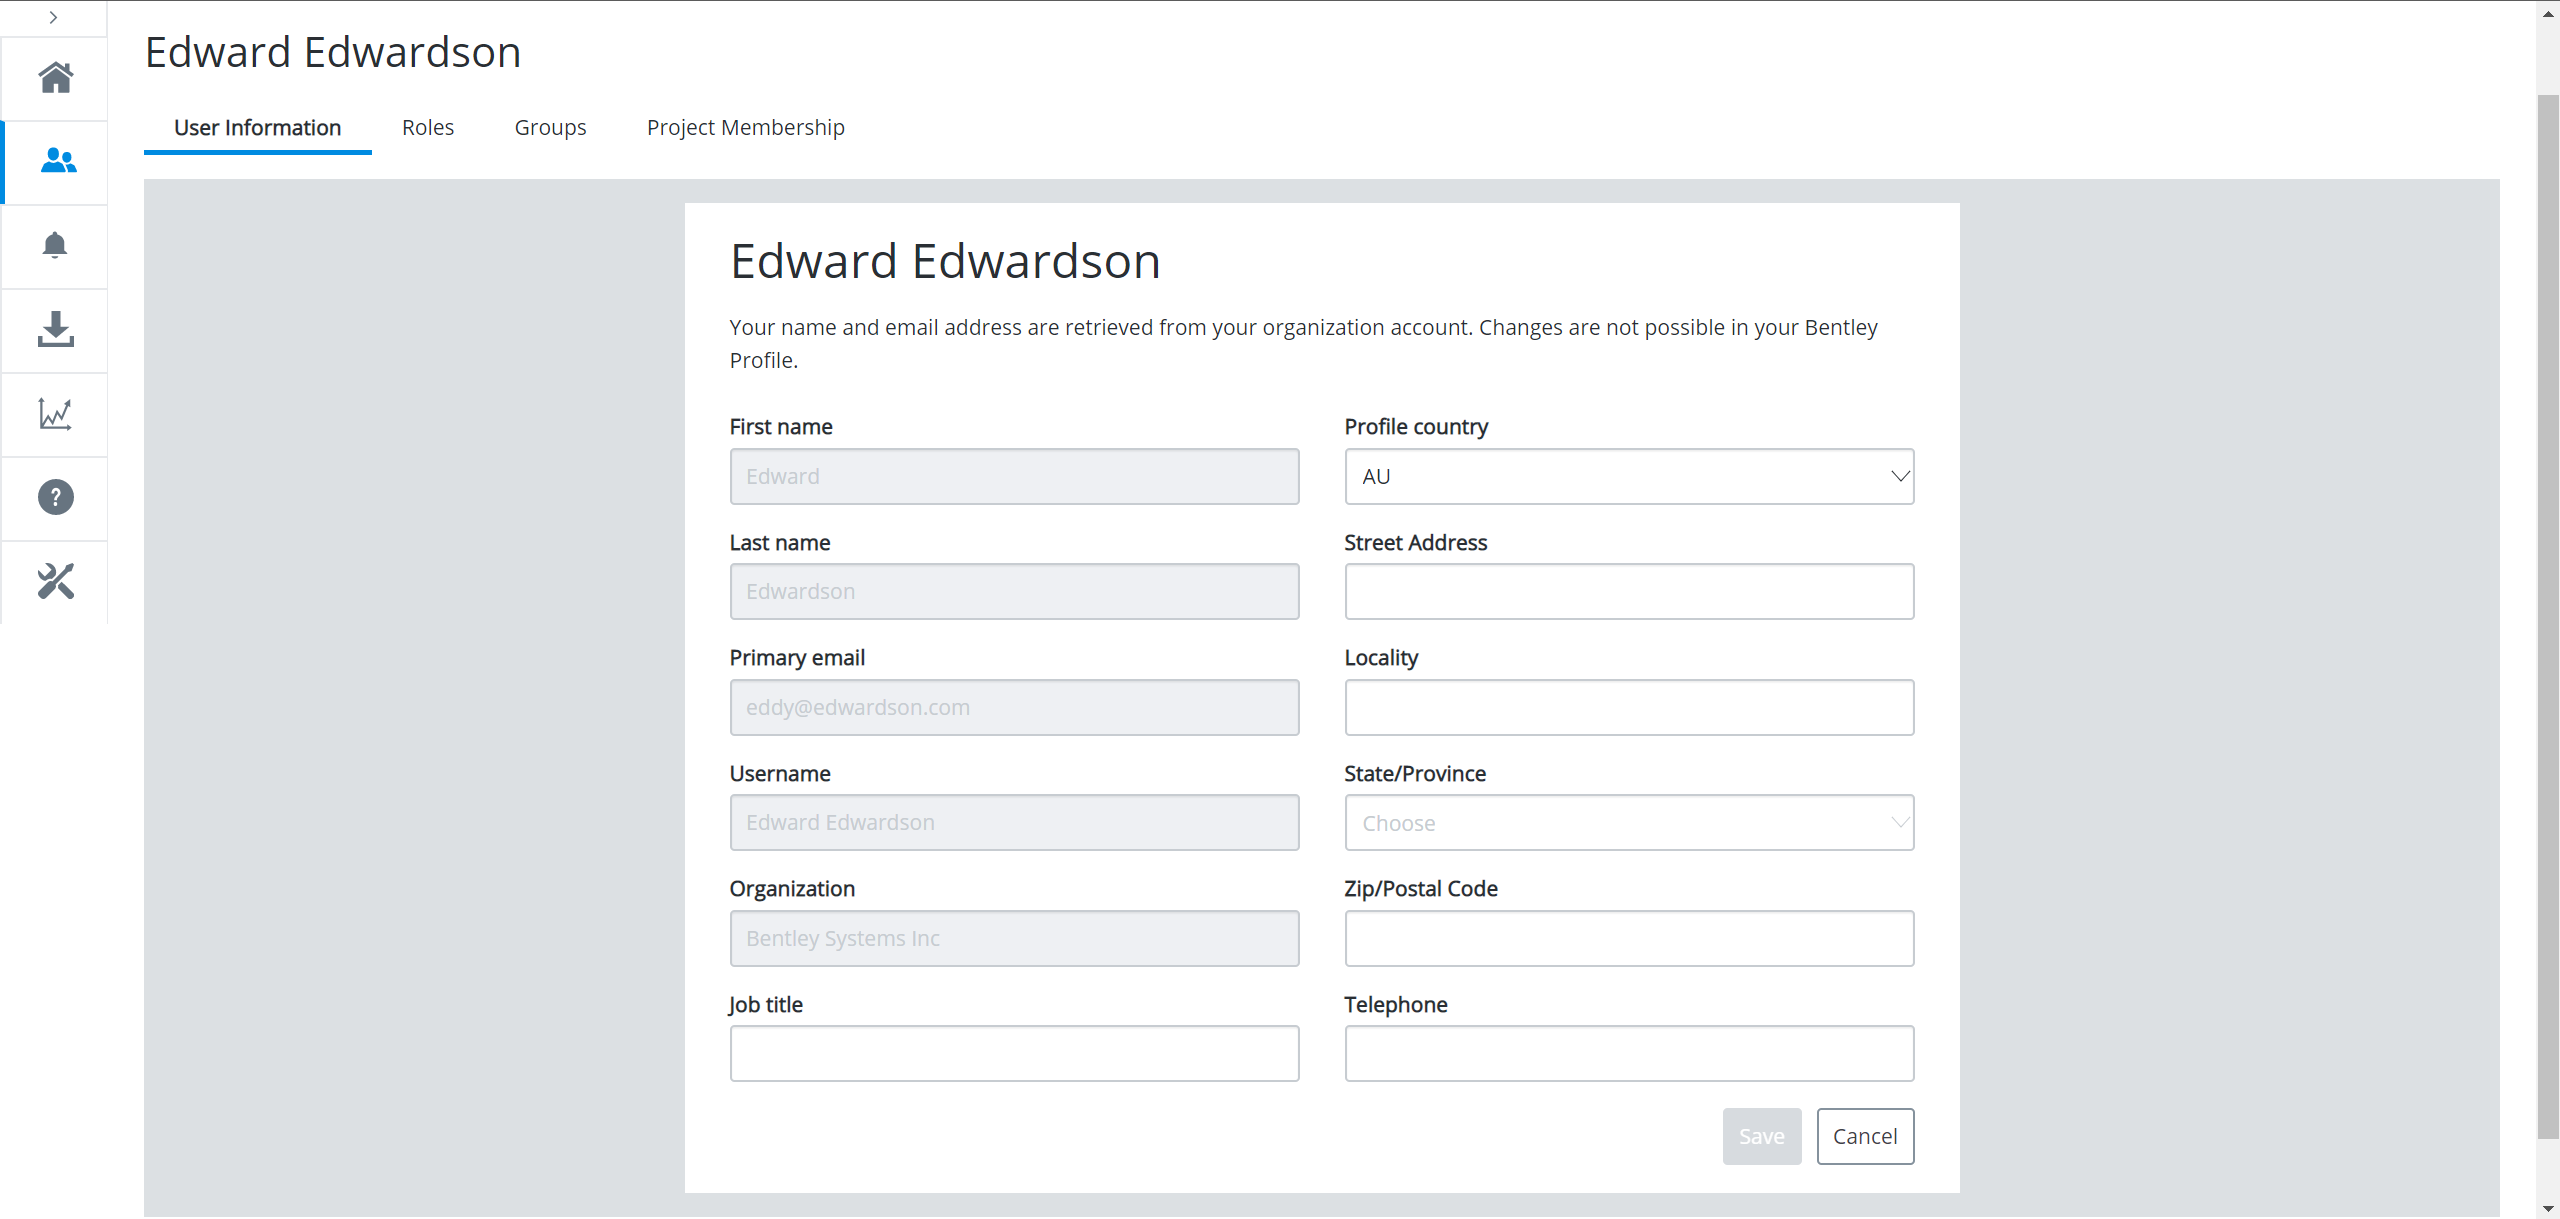 Edward Edwardson
User Information Roles Groups Project Membership
Edward Edwardson
Your name and email address are retrieved from your organization account. Changes are not possible in your Bentley
Profile.
First name
Edward
Profile country
AU
Last name
Edwardson
Street Address
Primary email
eddy@edwardson.com
Locality
Username
Edward Edwardson
State/Province
Choose
Organization
Bentley Systems Inc
Zip/Postal Code
Job title
Telephone
Save Cancel